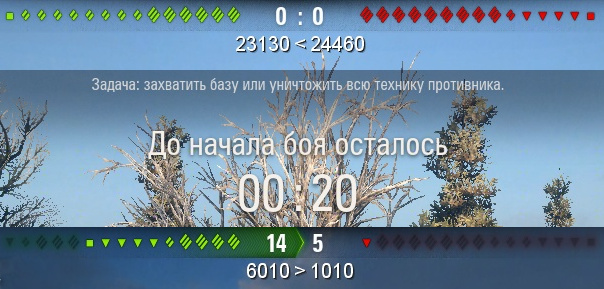 0 : 0
23130 < 24460
Задача: захватить базу или уничтожить всю технику противника.
До начала боя осталось
00:20
14 5
6010 > 1010